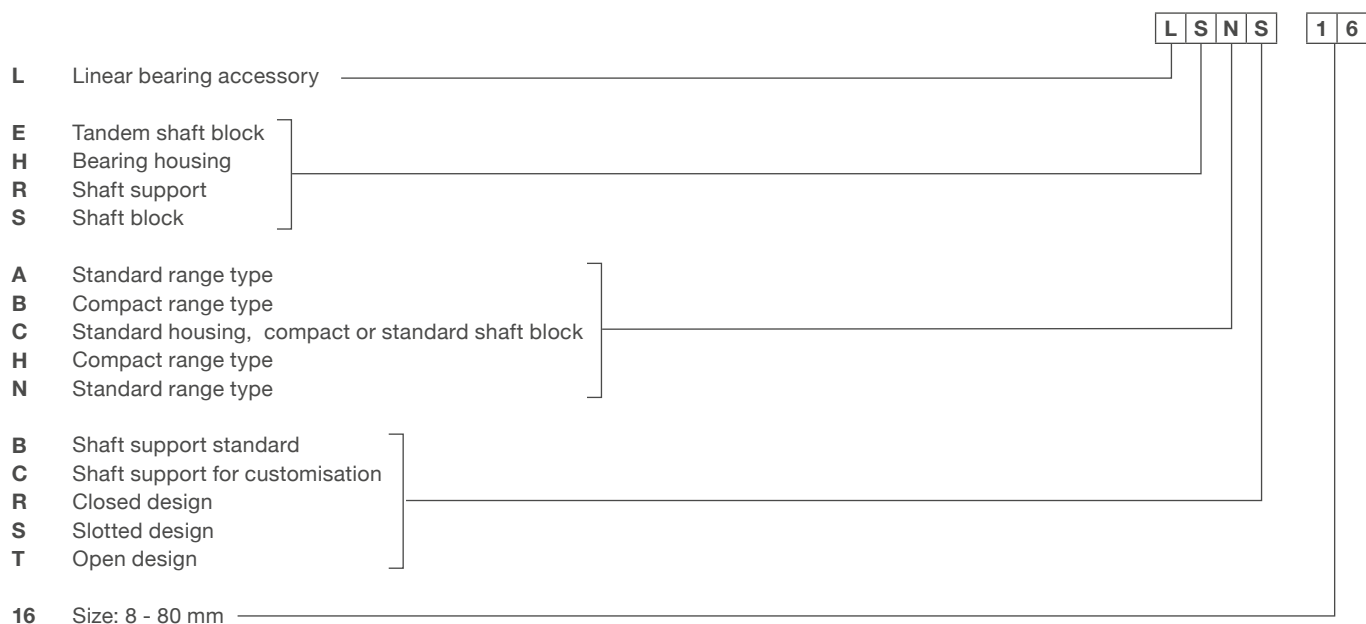 LSNS 16
L Linear bearing accessory
E Tandem shaft block
H Bearing housing
R Shaft support
S Shaft block
A Standard range type
B Compact range type
C Standard housing, compact or standard shaft block
H Compact range type
N Standard range type
B Shaft support standard
C Shaft support for customisation
R Closed design
S Slotted design
T Open design
16 Size: 8 - 80 mm